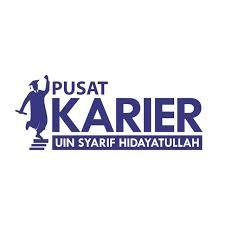 PUSAT
KARIER
UIN SYARIF HIDAYATULLAH